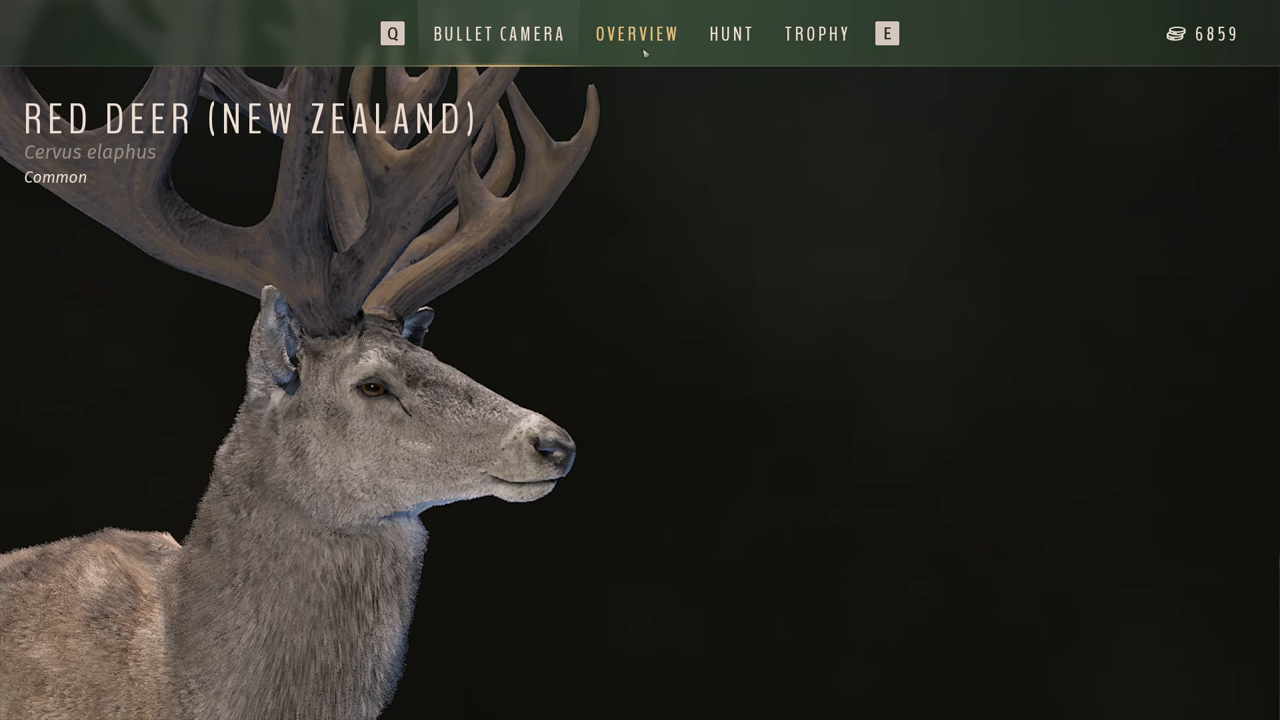 Q BULLET CAMERA OVERVIEW HUNT TROPHY E 6859
RED DEER (NEW ZEALAND)
Cervus elaphus
Common